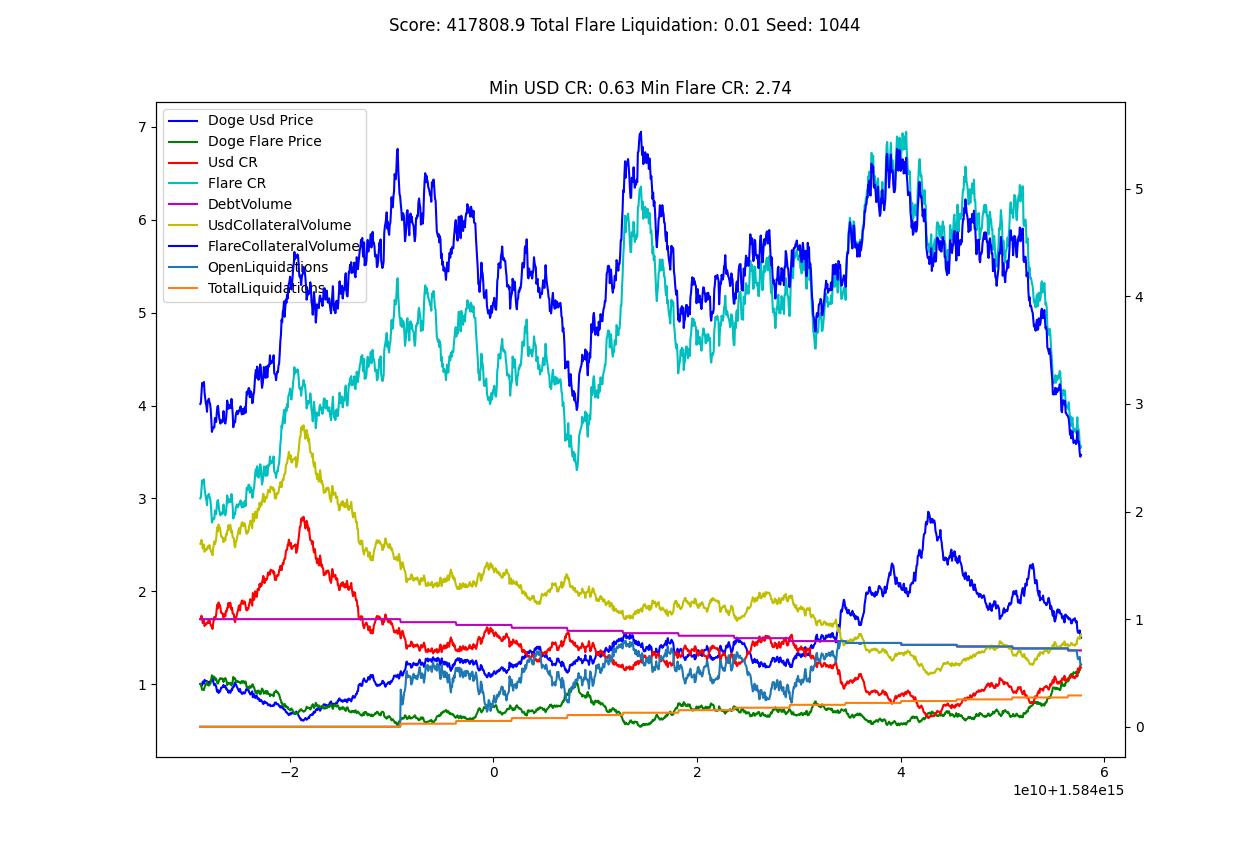 Score: 417808.9 Total Flare Liquidation: 0.01 Seed: 1044
Min USD CR: 0.63 Min Flare CR: 2.74
Doge Usd Price
Doge Flare Price
Usd CR
Flare CR
DebtVolume
UsdCollateralVolume
FlareCollateralVolume
OpenLiquidations
TotalLiquidations
7
6
5
4
3
2
1
5
4
3
2
1
0
−2
0
2
4
6
1e10+1.584e15